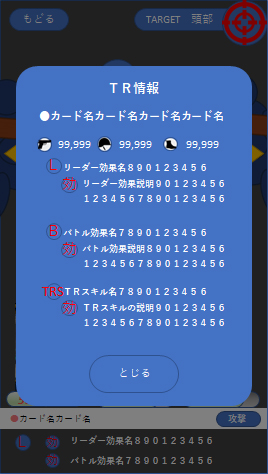 もどる
TARGET 頭部
ＴＲ情報
●カード名カード名カード名カード名
99,999 99,999 99,999
L リーダー効果名８９０１２３４５６
効 リーダー効果説明９０１２３４５６
１２３４５６７８９０１２３４５６
B バトル効果名７８９０１２３４５６
効 バトル効果説明８９０１２３４５６
１２３４５６７８９０１２３４５６
TRS ＴＲスキル名７８９０１２３４５６
効 ＴＲスキルの説明９０１２３４５６
１２３４５６７８９０１２３４５６
とじる
●カード名カード名
攻撃
L 効 リーダー効果名８９０１２３４５６
効 バトル効果名７８９０１２３４５６